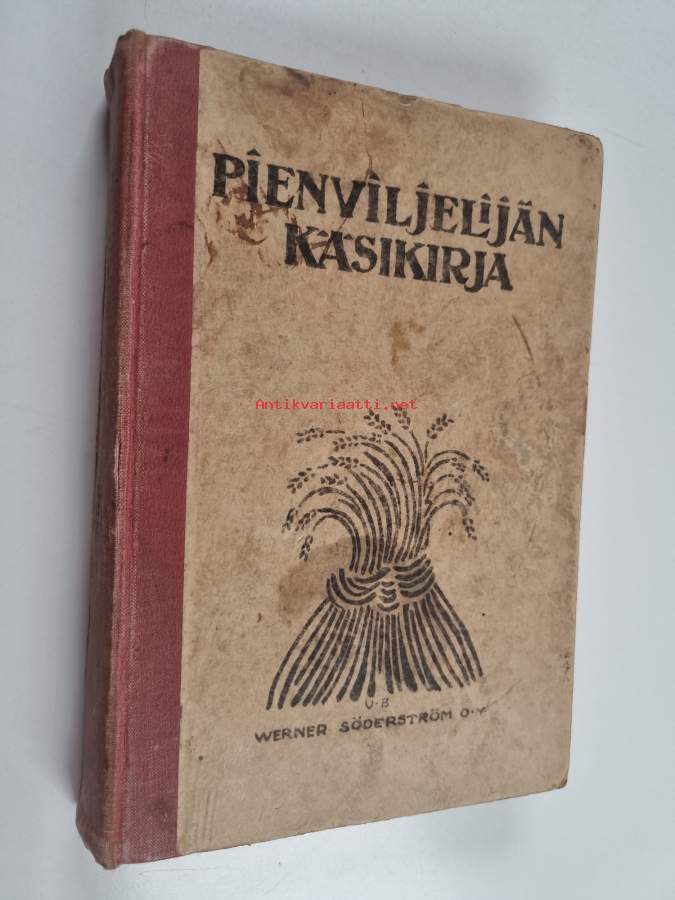 PIENVILJELIJÄN
KÄSIKIRJA
Antikvariaatti.net
V·B
WERNER SÖDERSTRÖM O·Y